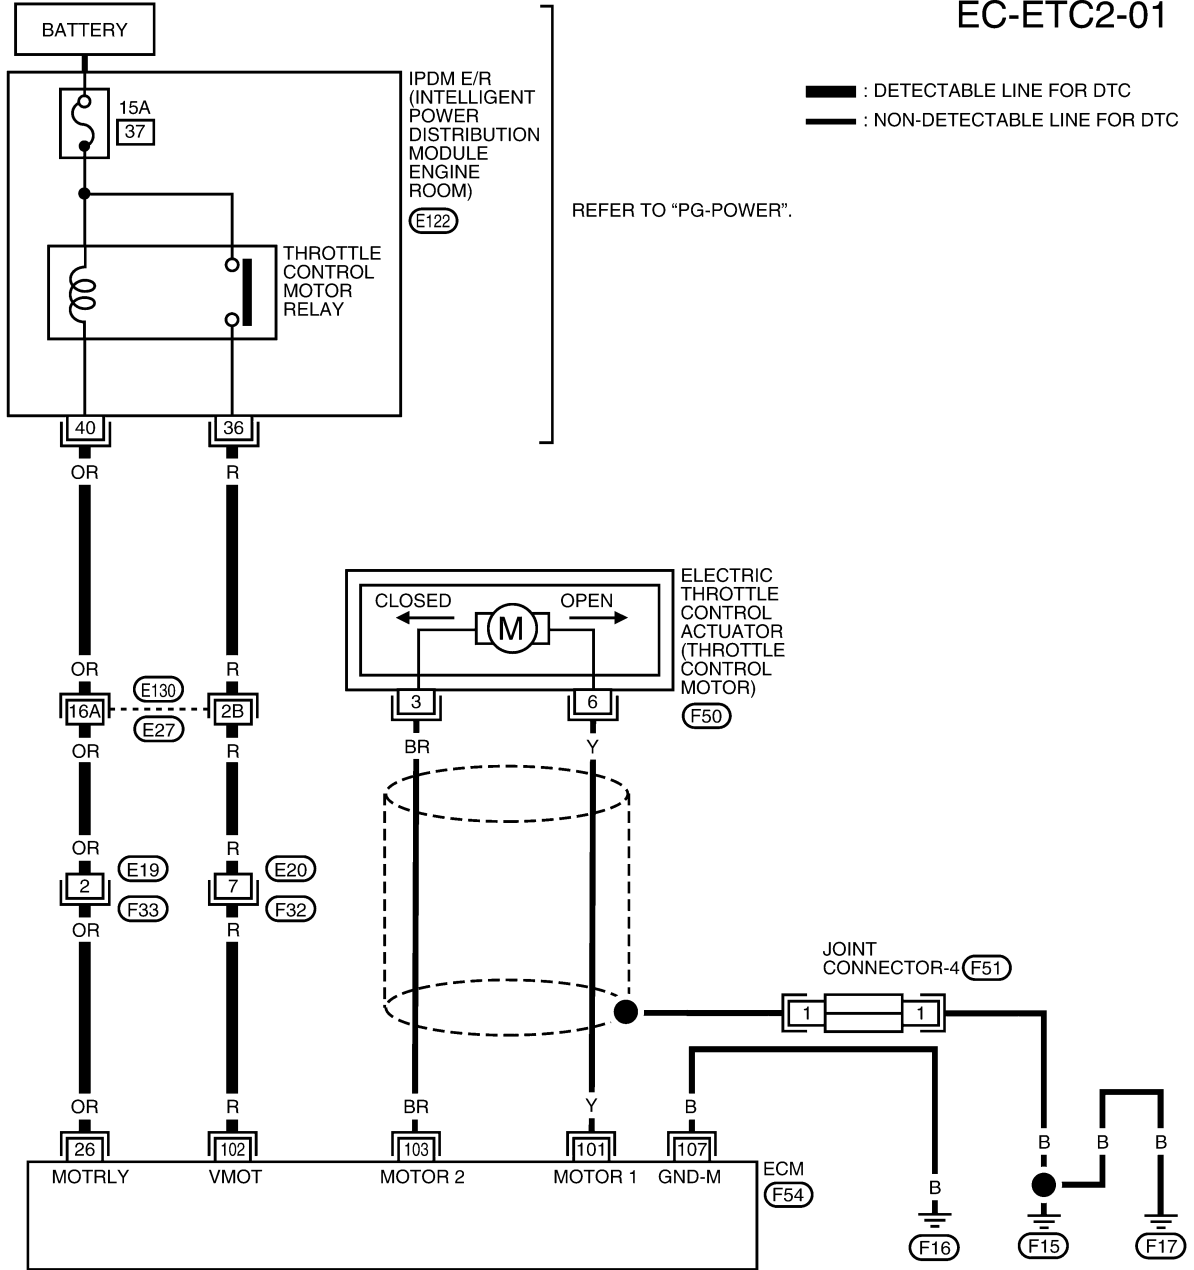 EC-ETC2-01
BATTERY
: DETECTABLE LINE FOR DTC
: NON-DETECTABLE LINE FOR DTC
15A
37
IPDM E/R
(INTELLIGENT
POWER
DISTRIBUTION
MODULE
ENGINE
ROOM)
E122
REFER TO “PG-POWER”.
THROTTLE
CONTROL
MOTOR
RELAY
40
36
OR
R
CLOSED
OPEN
M
ELECTRIC
THROTTLE
CONTROL
ACTUATOR
(THROTTLE
CONTROL
MOTOR)
F50
OR
R
16A
E130
E27
2B
3
6
OR
R
BR
Y
OR
R
2
E19
F33
7
E20
F32
OR
R
JOINT
CONNECTOR-4
F51
1
1
OR
R
BR
Y
B
B
B
B
26
102
103
101
107
MOTRLY
VMOT
MOTOR 2
MOTOR 1
GND-M
ECM
F54
B
F16
F15
F17